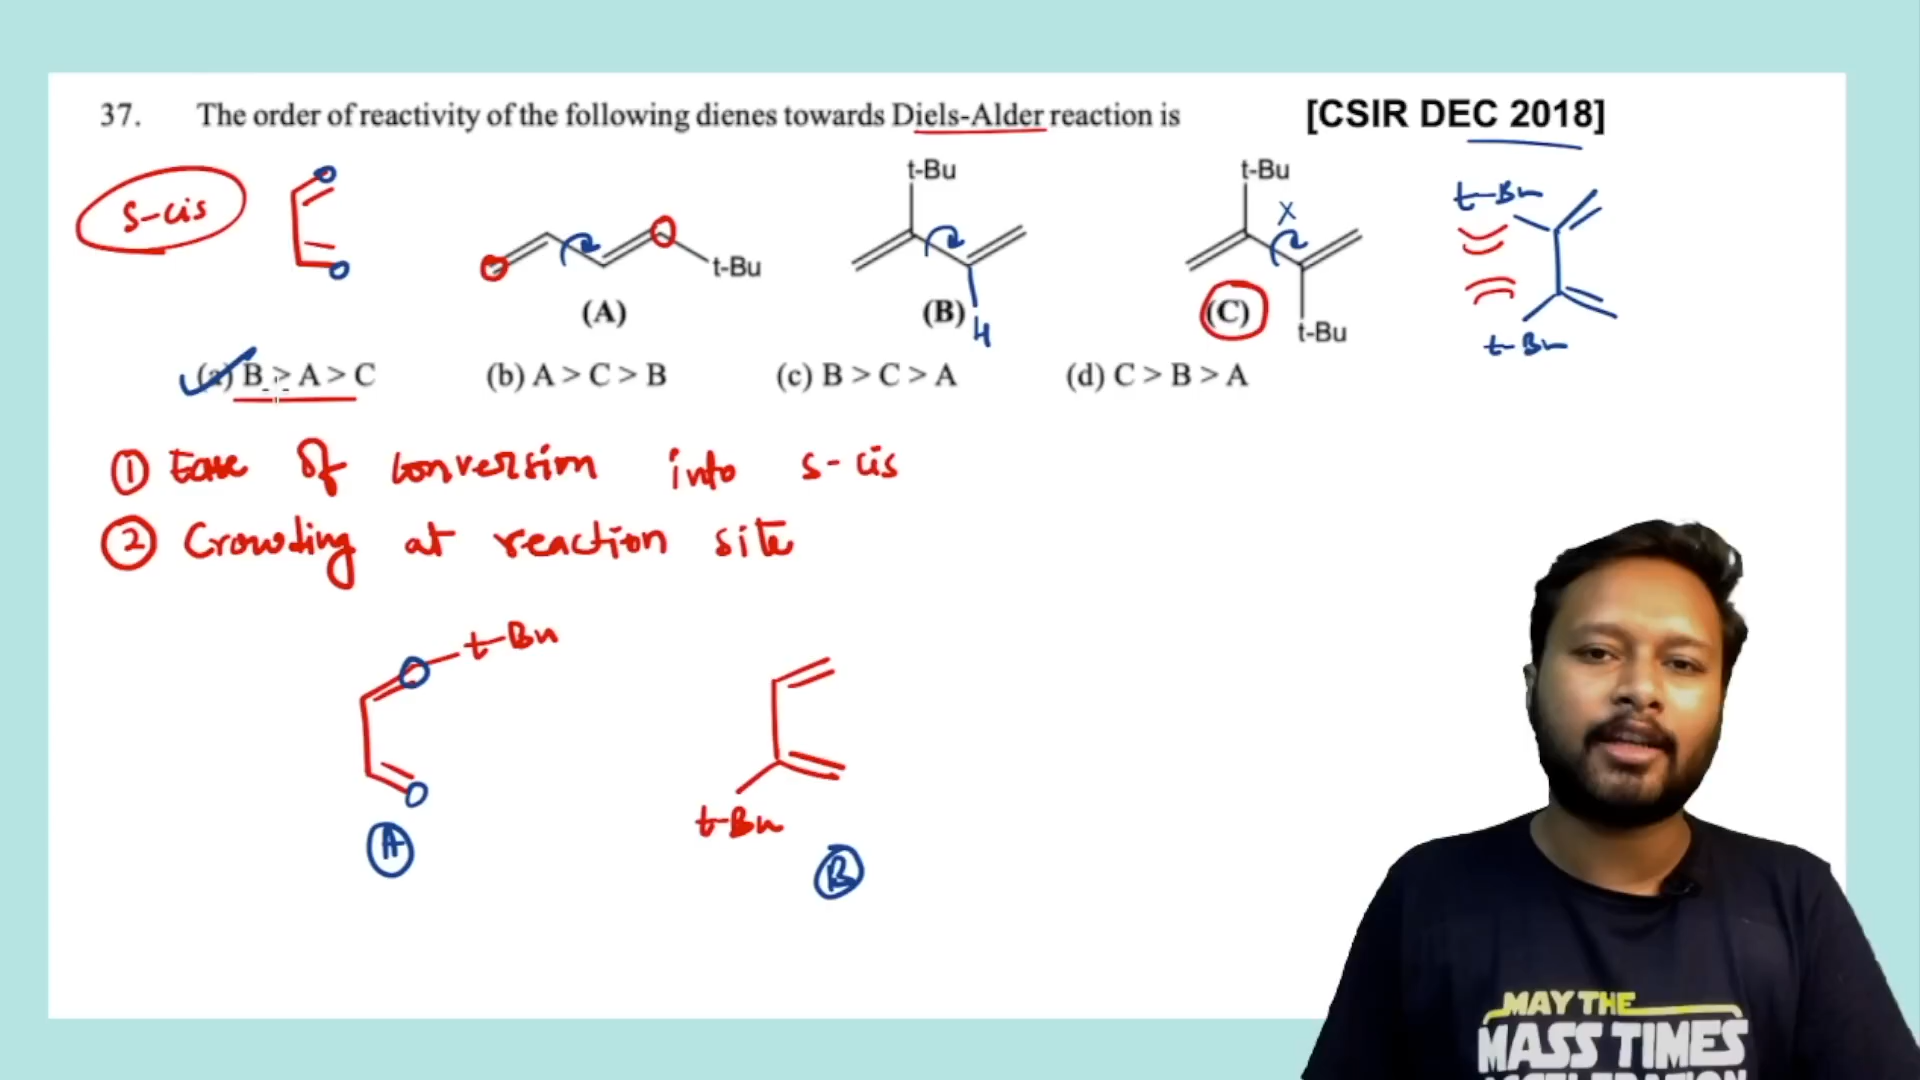 37. The order of reactivity of the following dienes towards Diels-Alder reaction is [CSIR DEC 2018]
s-cis
t-Bu
(A)
t-Bu
(B)
H
t-Bu
X
(C)
t-Bu
t-Bu
t-Bu
(a) B > A > C (b) A > C > B (c) B > C > A (d) C > B > A
① Ease of conversion into s-cis
② Crowding at reaction site
t-Bu
A
t-Bu
B
MAY THE
MASS TIMES
ACCELERATION